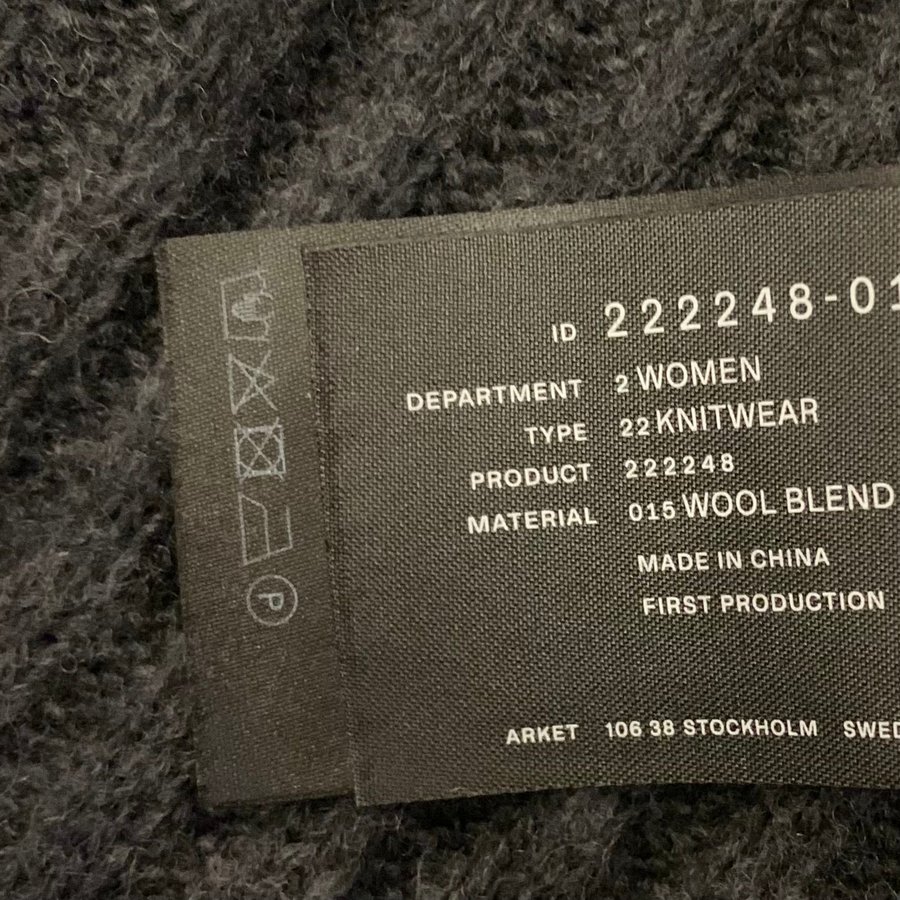 ID 222248-01
DEPARTMENT 2 WOMEN
TYPE 22 KNITWEAR
PRODUCT 222248
MATERIAL 015 WOOL BLEND
MADE IN CHINA
FIRST PRODUCTION
ARKET 106 38 STOCKHOLM SWED
P